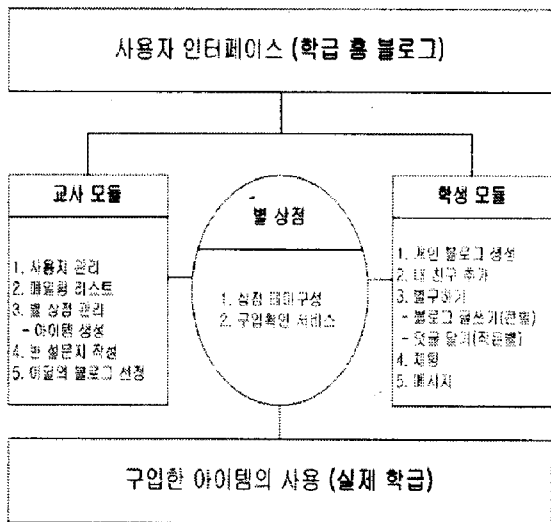 사용자 인터페이스 (학급 홈 블로그)
교사 모듈
1. 사용자 관리
2. 메일링 리스트
3. 별 상점 관리
- 아이템 생성
4. 반 설문지 작성
5. 이달의 블로그 선정
별 상점
1. 상점 테마구성
2. 구입확인 서비스
학생 모듈
1. 개인 블로그 생성
2. 내 친구 추가
3. 별구하기
- 블로그 글쓰기(큰별)
- 덧글 달기(작은별)
4. 채팅
5. 메시지
구입한 아이템의 사용 (실제 학급)